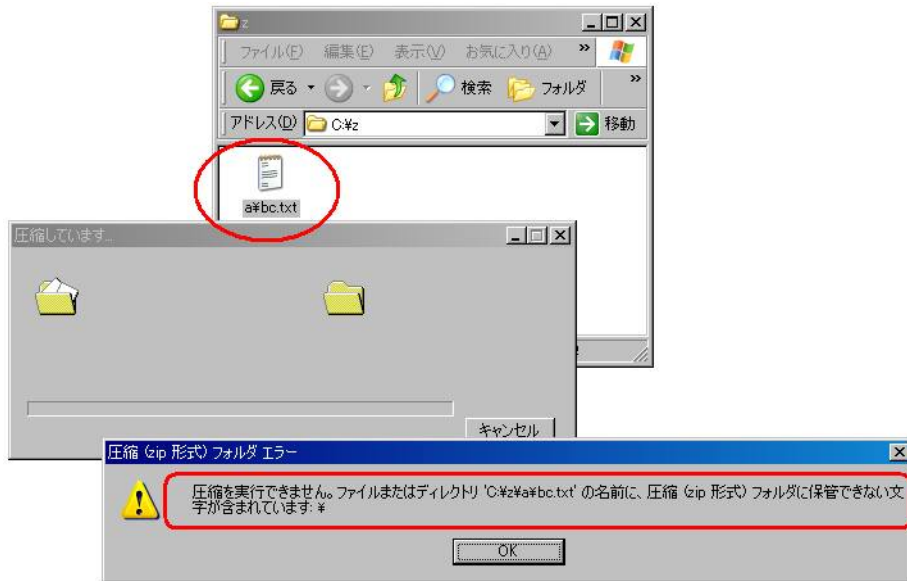 z
ファイル(F) 編集(E) 表示(V) お気に入り(A) »
戻る 検索 フォルダ »
アドレス(D) C:¥z 移動
a¥bc.txt
圧縮しています...
キャンセル
圧縮 (zip 形式) フォルダ エラー
圧縮を実行できません。ファイルまたはディレクトリ 'C:¥z¥a¥bc.txt' の名前に、圧縮 (zip 形式) フォルダに保管できない文
字が含まれています: ¥
OK